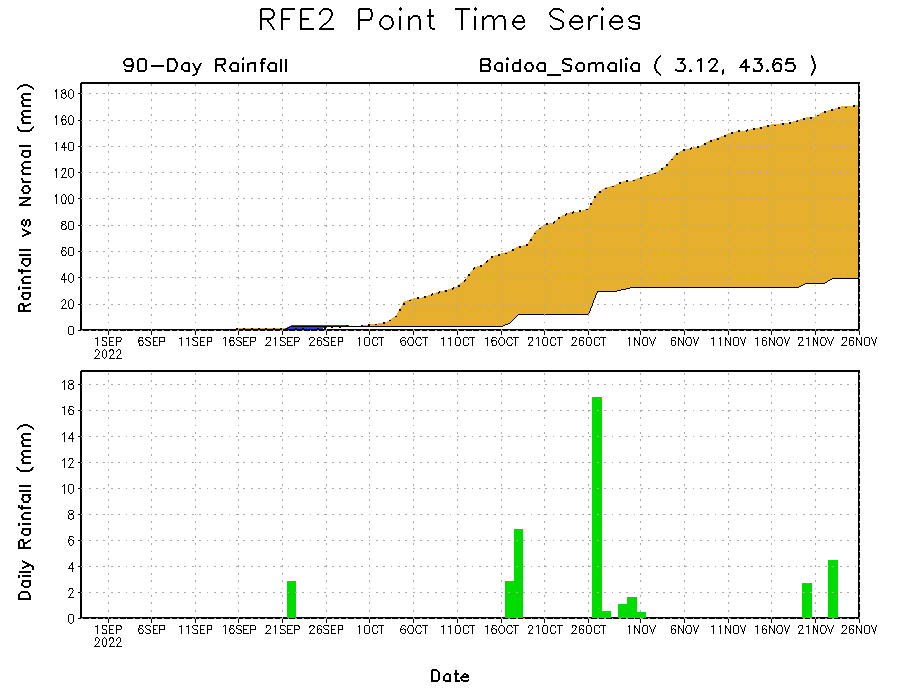 RFE2 Point Time Series
90-Day Rainfall
Baidoa_Somalia ( 3.12, 43.65 )
Rainfall vs Normal (mm)
180
160
140
120
100
80
60
40
20
0
1SEP 6SEP 11SEP 16SEP 21SEP 26SEP 1OCT 6OCT 11OCT 16OCT 21OCT 26OCT 1NOV 6NOV 11NOV 16NOV 21NOV 26NOV
2022
Daily Rainfall (mm)
18
16
14
12
10
8
6
4
2
0
1SEP 6SEP 11SEP 16SEP 21SEP 26SEP 1OCT 6OCT 11OCT 16OCT 21OCT 26OCT 1NOV 6NOV 11NOV 16NOV 21NOV 26NOV
2022
Date